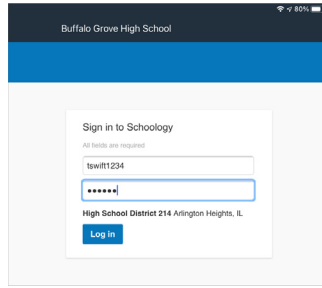 80%
Buffalo Grove High School
Sign in to Schoology
All fields are required
tswift1234
••••••
High School District 214 Arlington Heights, IL
Log in